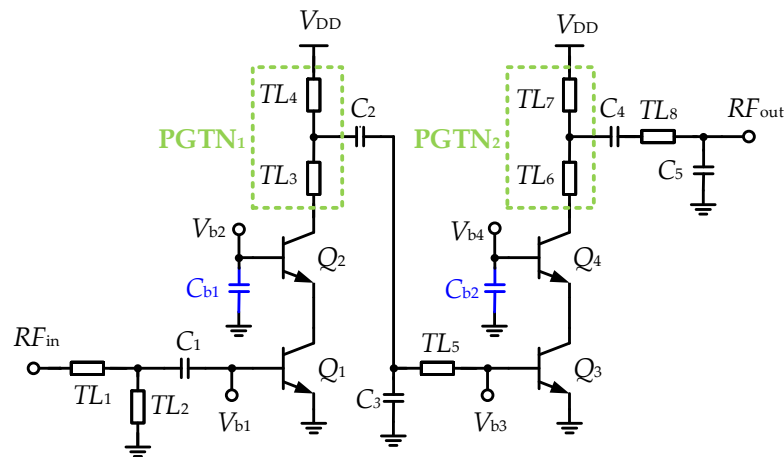 VDD
VDD
TL4
C2
TL7
C4
TL8
RFout
PGTN1
PGTN2
TL3
TL6
C5
Vb2
Vb4
Q2
Q4
Cb1
Cb2
RFin
C1
TL5
Q1
Q3
TL1
TL2
Vb1
C3
Vb3